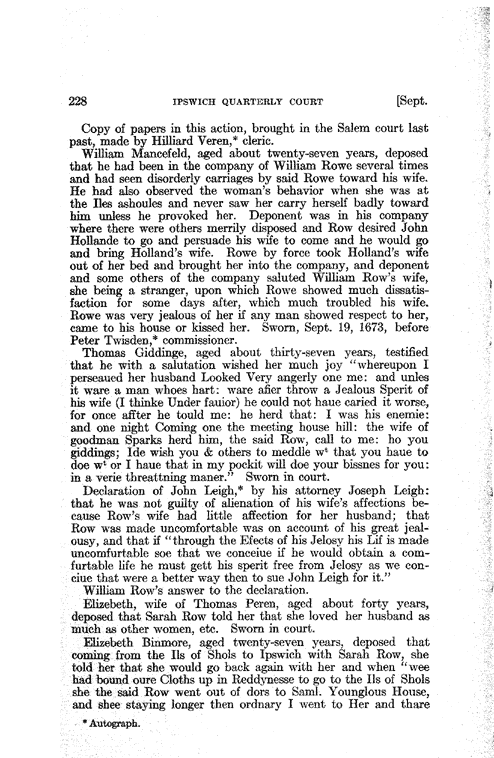 228 IPSWICH QUARTERLY COURT [Sept.
Copy of papers in this action, brought in the Salem court last
past, made by Hilliard Veren,* cleric.
William Mancefeld, aged about twenty-seven years, deposed
that he had been in the company of William Rowe several times
and had seen disorderly carriages by said Rowe toward his wife.
He had also observed the woman's behavior when she was at
the Iles ashoules and never saw her carry herself badly toward
him unless he provoked her. Deponent was in his company
where there were others merrily disposed and Row desired John
Hollande to go and persuade his wife to come and he would go
and bring Holland's wife. Rowe by force took Holland's wife
out of her bed and brought her into the company, and deponent
and some others of the company saluted William Row's wife,
she being a stranger, upon which Rowe showed much dissatis-
faction for some days after, which much troubled his wife.
Rowe was very jealous of her if any man showed respect to her,
came to his house or kissed her. Sworn, Sept. 19, 1673, before
Peter Twisden,* commissioner.
Thomas Giddinge, aged about thirty-seven years, testified
that he with a salutation wished her much joy "whereupon I
perseaued her husband Looked Very angerly one me: and unles
it ware a man whoes hart: ware afier throw a Jealous Sperit of
his wife (I thinke Under fauior) he could not haue caried it worse,
for once affter he tould me: he herd that: I was his enemie:
and one night Coming one the meeting house hill: the wife of
goodman Sparks herd him, the said Row, call to me: ho you
giddings; Ide wish you & others to meddle wt that you haue to
doe wt or I haue that in my pockit will doe your bissnes for you:
in a verie threattning maner." Sworn in court.
Declaration of John Leigh,* by his attorney Joseph Leigh:
that he was not guilty of alienation of his wife's affections be-
cause Row's wife had little affection for her husband; that
Row was made uncomfortable was on account of his great jeal-
ousy, and that if "through the Efects of his Jelosy his Lif is made
uncomfurtable soe that we conceiue if he would obtain a com-
furtable life he must gett his sperit free from Jelosy as we con-
ciue that were a better way then to sue John Leigh for it."
William Row's answer to the declaration.
Elizebeth, wife of Thomas Peren, aged about forty years,
deposed that Sarah Row told her that she loved her husband as
much as other women, etc. Sworn in court.
Elizebeth Binmore, aged twenty-seven years, deposed that
coming from the Ils of Shols to Ipswich with Sarah Row, she
told her that she would go back again with her and when "wee
had bound oure Cloths up in Reddynesse to go to the Ils of Shols
she the said Row went out of dors to Saml. Younglous House,
and shee staying longer then ordnary I went to Her and thare
* Autograph.